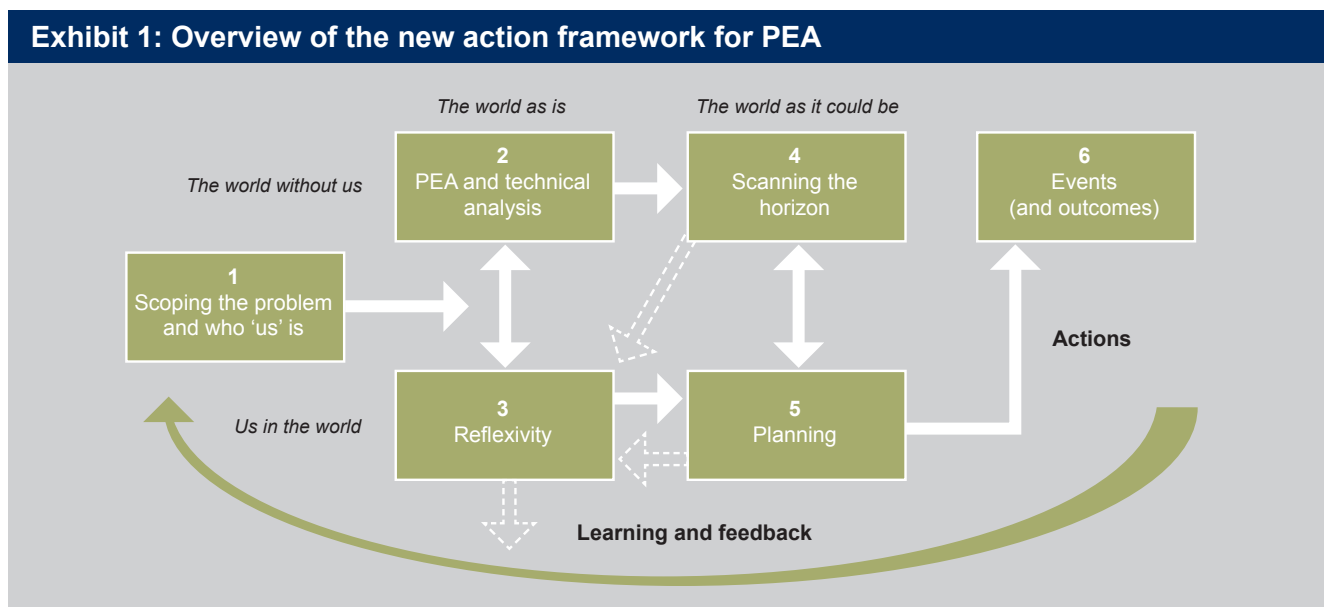 Exhibit 1: Overview of the new action framework for PEA
The world as is
The world as it could be
The world without us
2
PEA and technical
analysis
4
Scanning the
horizon
6
Events
(and outcomes)
1
Scoping the problem
and who ‘us’ is
Actions
Us in the world
3
Reflexivity
5
Planning
Learning and feedback